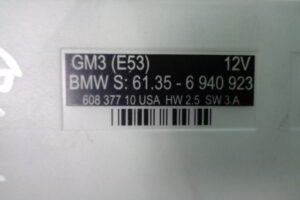 GM3 (E53) 12V
BMW S: 61.35 - 6 940 923
608 377 10 USA HW 2.5 SW 3 A